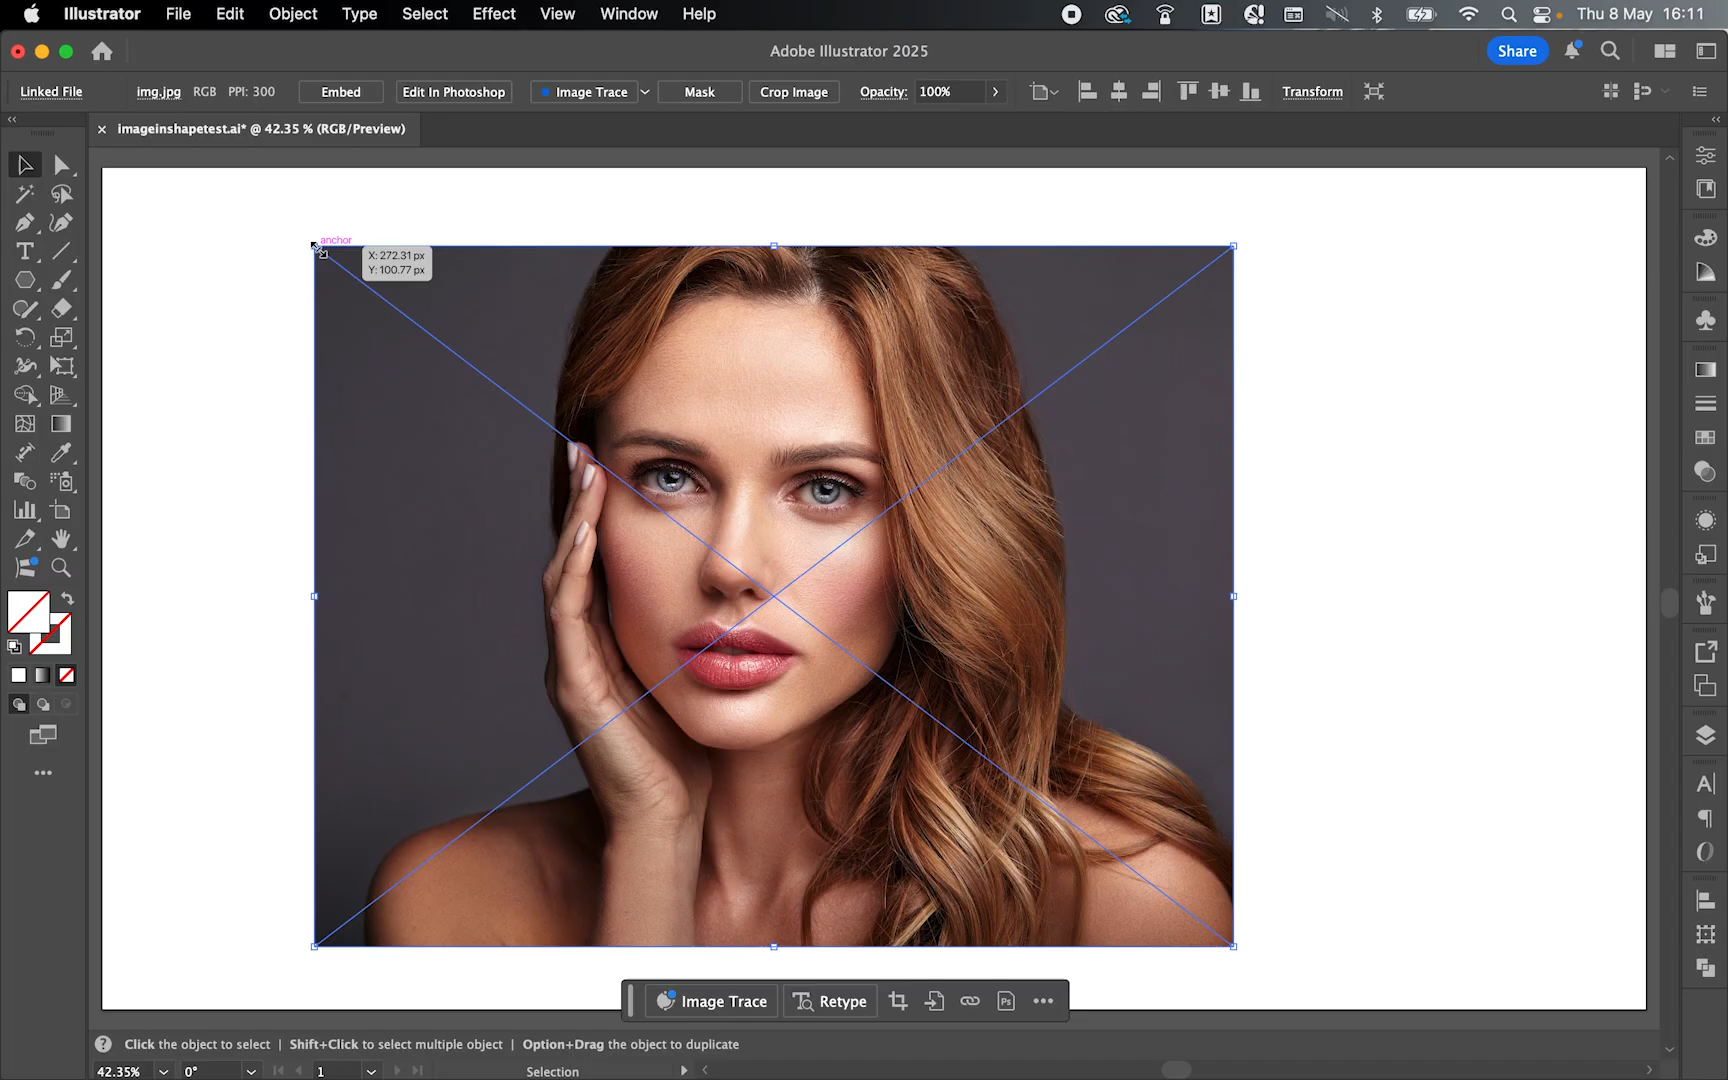 Illustrator File Edit Object Type Select Effect View Window Help Thu 8 May 16:11
Adobe Illustrator 2025 Share
Linked File img.jpg RGB PPI: 300 Embed Edit In Photoshop Image Trace Mask Crop Image Opacity: 100% Transform
imageinshapetest.ai* @ 42.35 % (RGB/Preview)
anchor
X: 272.31 px
Y: 100.77 px
Image Trace Retype Ps
Click the object to select | Shift+Click to select multiple object | Option+Drag the object to duplicate
42.35% 0° 1 Selection